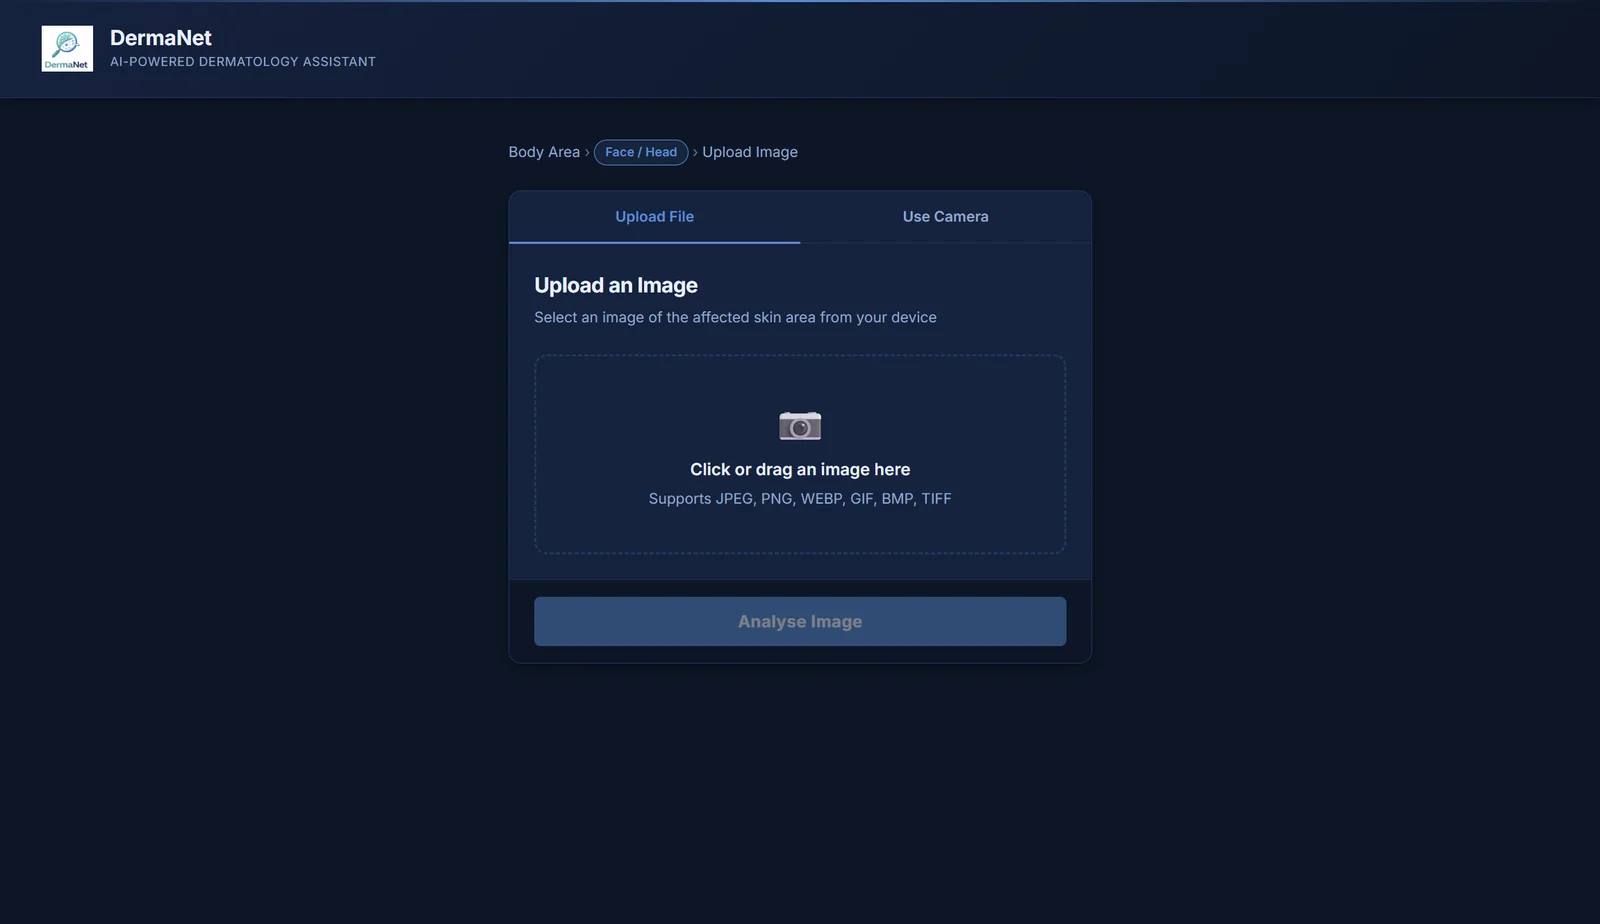 DermaNet
DermaNet
AI-POWERED DERMATOLOGY ASSISTANT
Body Area › Face / Head › Upload Image
Upload File
Use Camera
Upload an Image
Select an image of the affected skin area from your device
Click or drag an image here
Supports JPEG, PNG, WEBP, GIF, BMP, TIFF
Analyse Image